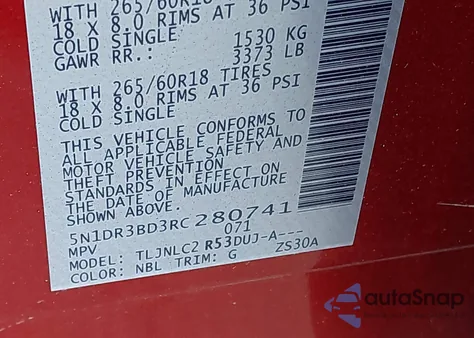 WITH 265/60R18
18 X 8.0 RIMS AT 36 PSI
COLD SINGLE
GAWR RR.: 1530 KG
3373 LB
WITH 265/60R18 TIRES
18 X 8.0 RIMS AT 36 PSI
COLD SINGLE
THIS VEHICLE CONFORMS TO
ALL APPLICABLE FEDERAL
MOTOR VEHICLE SAFETY AND
THEFT PREVENTION
STANDARDS IN EFFECT ON
THE DATE OF MANUFACTURE
SHOWN ABOVE.
5N1DR3BD3RC280741
MPV 071
MODEL: TLJNLC2 R53DUJ-A---
COLOR: NBL TRIM: G ZS30A
autoSnap